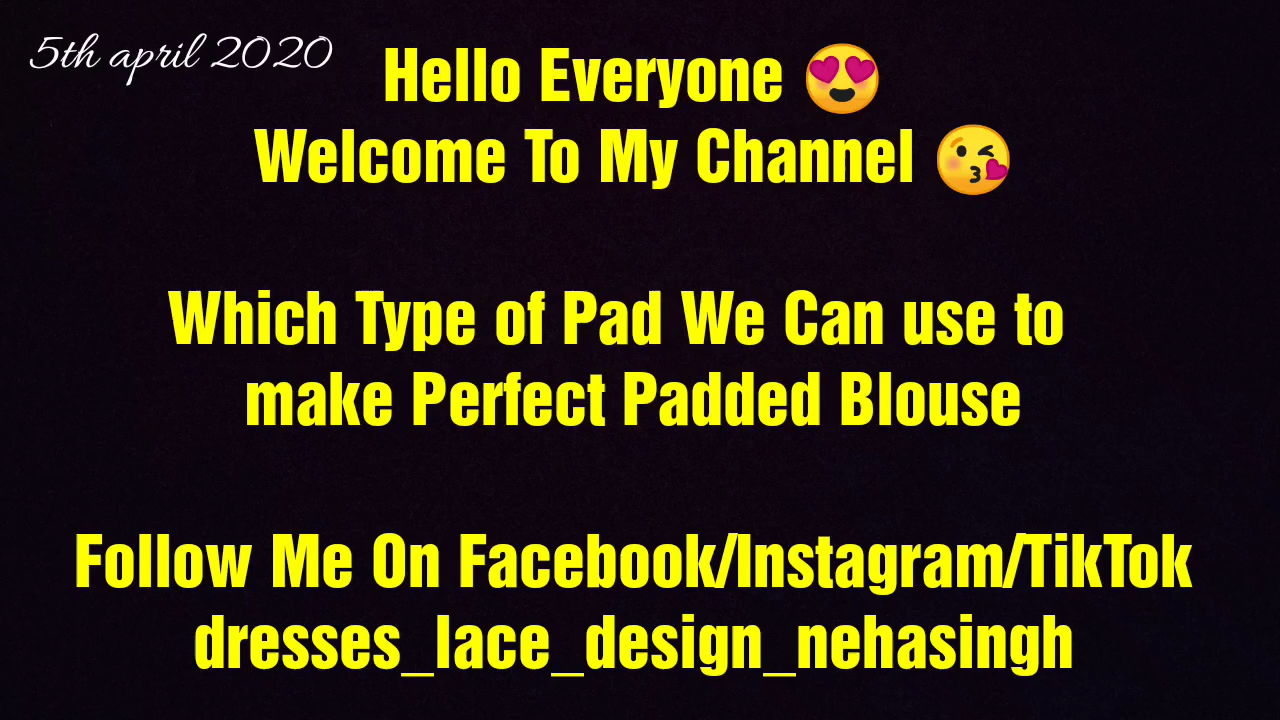 5th april 2020
Hello Everyone 😍
Welcome To My Channel 😘
Which Type of Pad We Can use to
make Perfect Padded Blouse
Follow Me On Facebook/Instagram/TikTok
dresses_lace_design_nehasingh